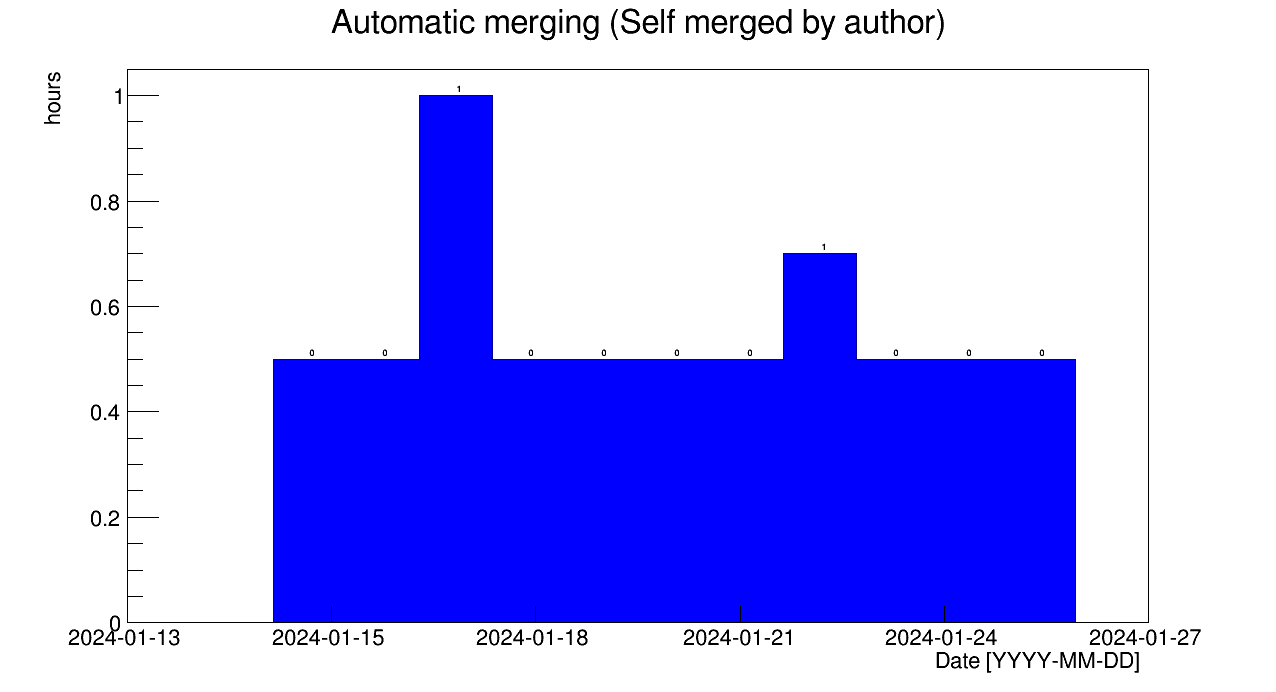 Automatic merging (Self merged by author)
hours
1
0.8
0.6
0.4
0.2
0
0 0 1 0 0 0 0 1 0 0 0
2024-01-13 2024-01-15 2024-01-18 2024-01-21 2024-01-24 2024-01-27
Date [YYYY-MM-DD]